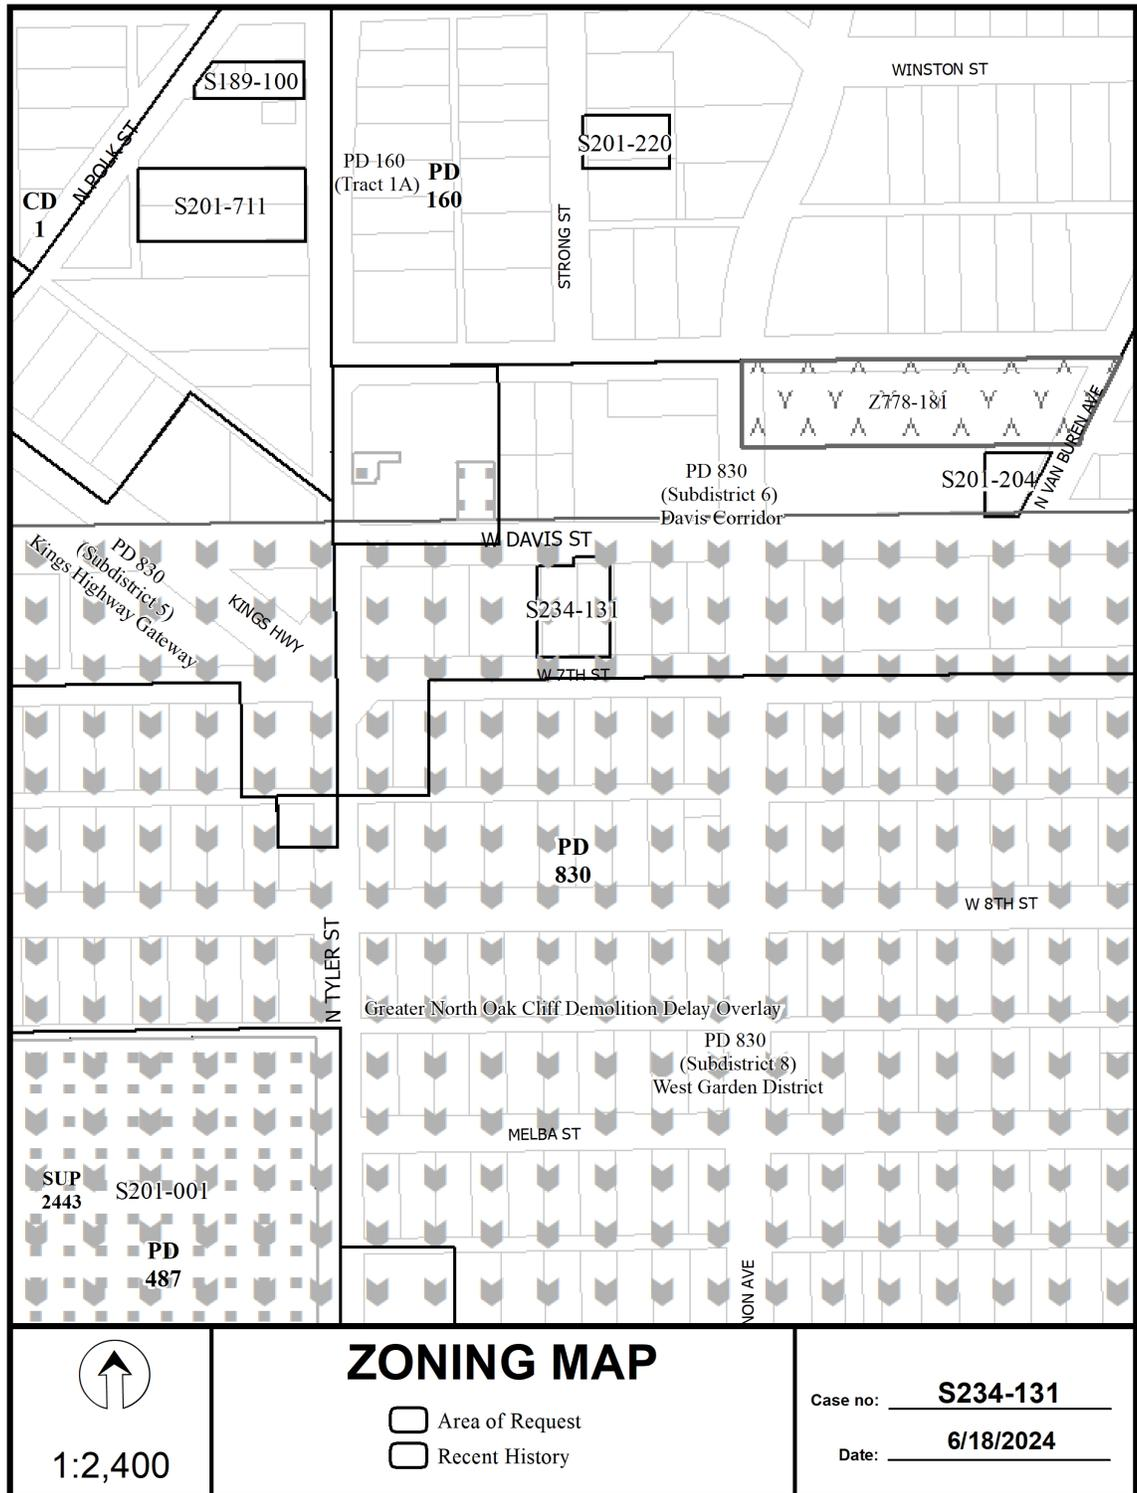 S189-100
WINSTON ST
N POLK ST
S201-220
PD 160
(Tract 1A)
PD
160
CD
1
S201-711
STRONG ST
Z778-181
N VAN BUREN AVE
PD 830
(Subdistrict 6)
Davis Corridor
S201-204
W DAVIS ST
PD 830
(Subdistrict 5)
Kings Highway Gateway
KINGS HWY
S234-131
W 7TH ST
PD
830
W 8TH ST
N TYLER ST
Greater North Oak Cliff Demolition Delay Overlay
PD 830
(Subdistrict 8)
West Garden District
MELBA ST
SUP
2443
S201-001
PD
487
NON AVE
1:2,400
ZONING MAP
Area of Request
Recent History
Case no: S234-131
Date: 6/18/2024